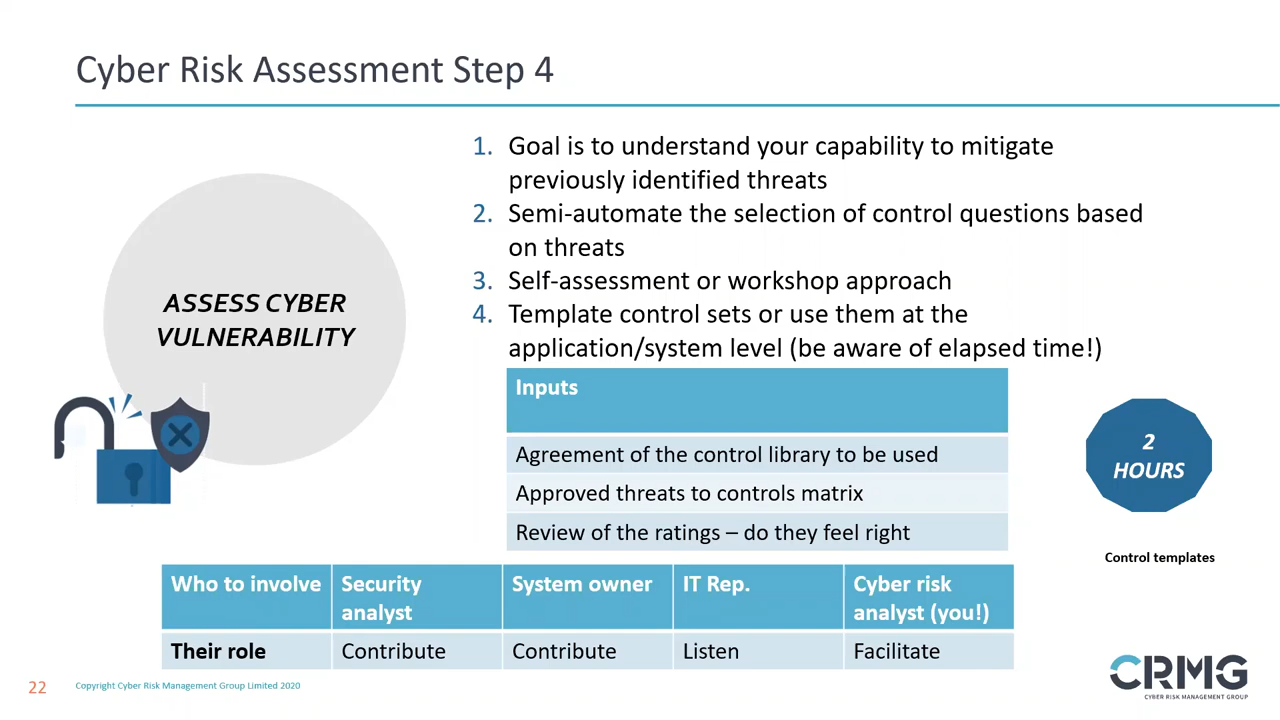 Cyber Risk Assessment Step 4
1. Goal is to understand your capability to mitigate
previously identified threats
2. Semi-automate the selection of control questions based
on threats
3. Self-assessment or workshop approach
4. Template control sets or use them at the
application/system level (be aware of elapsed time!)
ASSESS CYBER
VULNERABILITY
Inputs
Agreement of the control library to be used
Approved threats to controls matrix
Review of the ratings – do they feel right
2
HOURS
Control templates
Who to involve Security analyst System owner IT Rep. Cyber risk analyst (you!)
Their role Contribute Contribute Listen Facilitate
22
Copyright Cyber Risk Management Group Limited 2020
CRMG
CYBER RISK MANAGEMENT GROUP